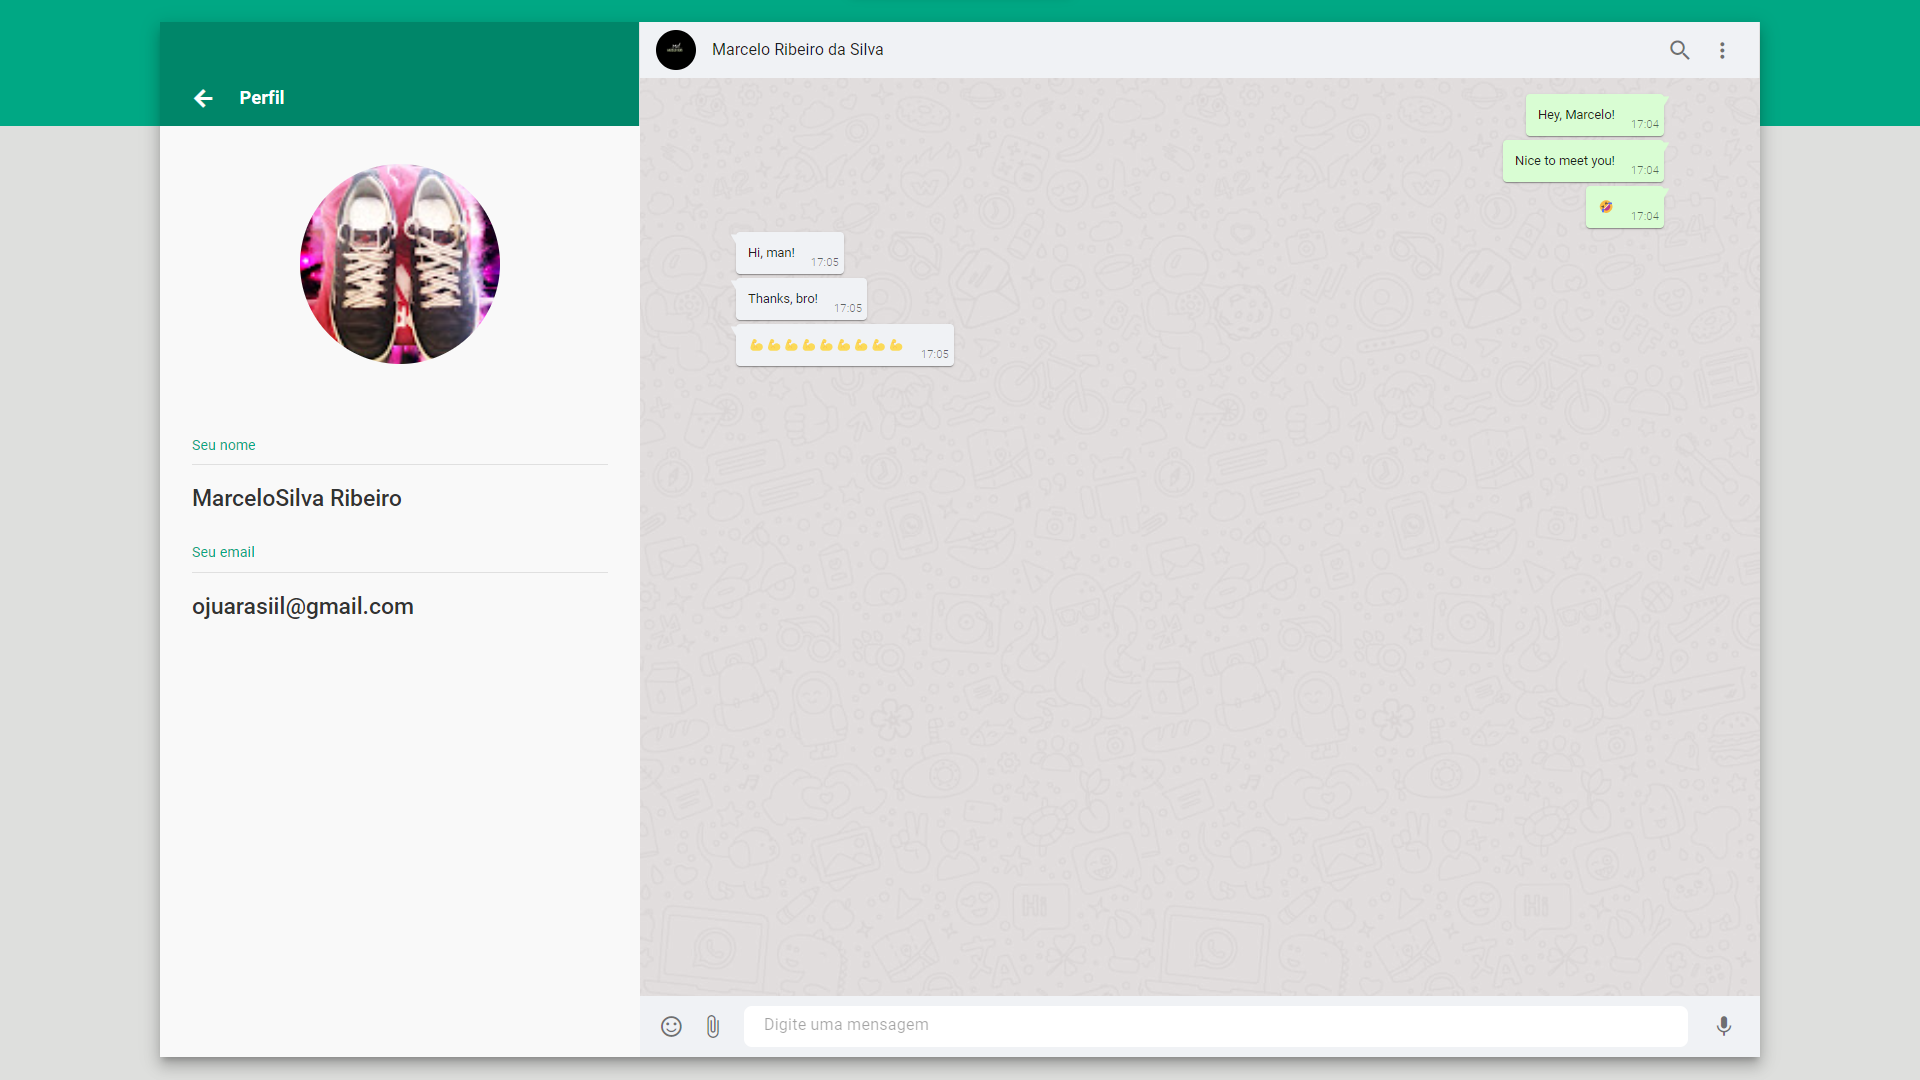 Perfil
Seu nome
MarceloSilva Ribeiro
Seu email
ojuarasiil@gmail.com
Marcelo Ribeiro da Silva
Hey, Marcelo! 17:04
Nice to meet you! 17:04
🤣 17:04
Hi, man! 17:05
Thanks, bro! 17:05
💪💪💪💪💪💪💪💪💪 17:05
Hi
Hi
Digite uma mensagem